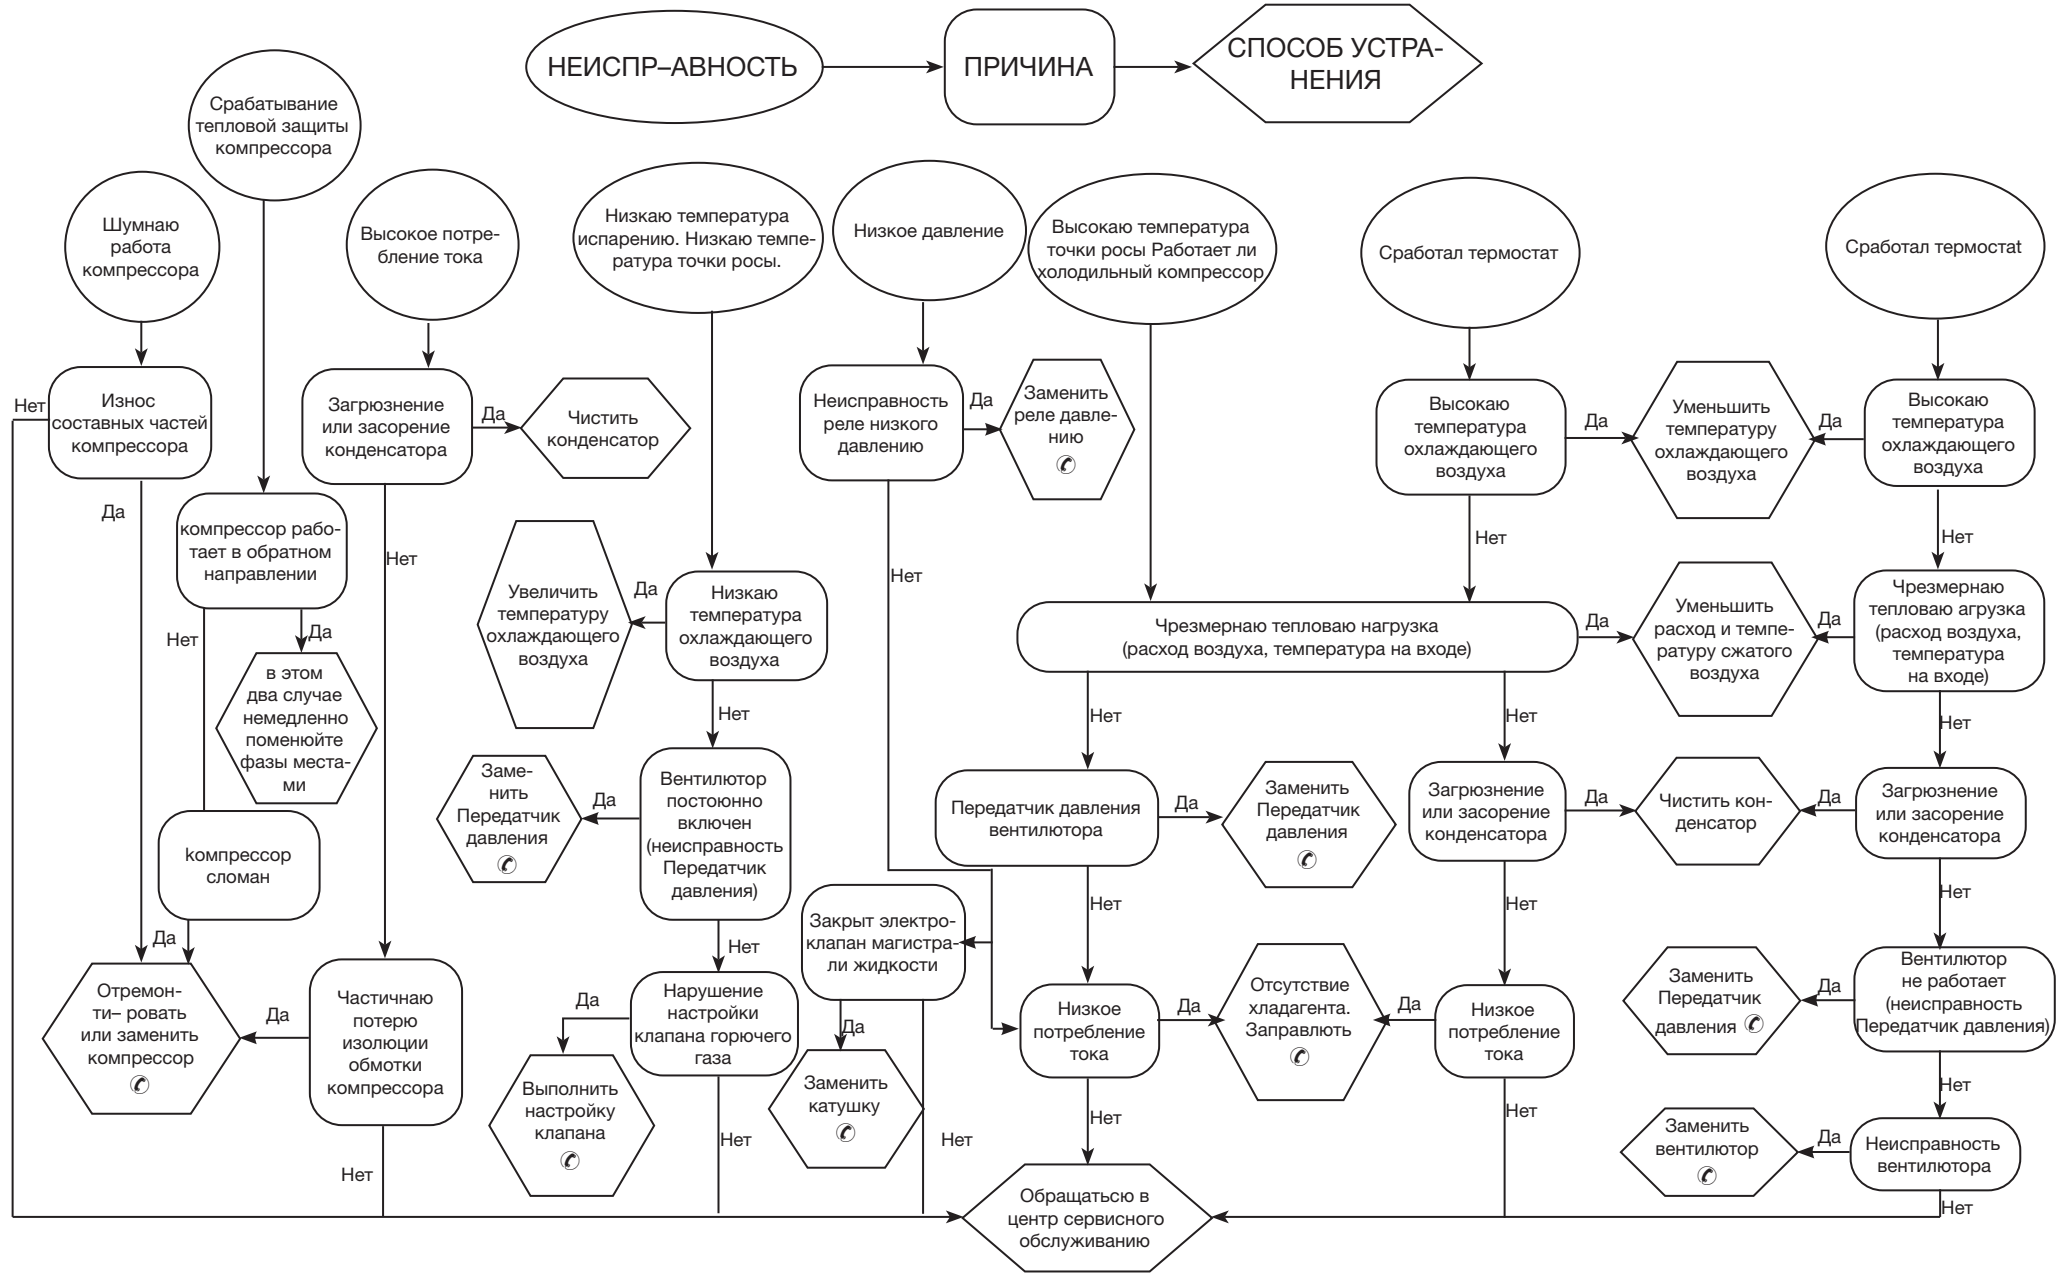 НЕИСПР–АВНОСТЬ
ПРИЧИНА
СПОСОБ УСТРА-
НЕНИЯ
Срабатывание
тепловой защиты
компрессора
Шумнаю
работа
компрессора
Высокое потре-
бление тока
Низкаю температура
испарению. Низкаю темпе-
ратура точки росы.
Низкое давление
Высокаю температура
точки росы Работает ли
холодильный компрессор
Сработал термостат
Сработал термостat
Нет
Износ
составных частей
компрессора
Да
Загрюзнение
или засорение
конденсатора
Да
Чистить
конденсатор
Нет
Неисправность
реле низкого
давлению
Да
Заменить
реле давле-
нию
Нет
Высокаю
температура
охлаждающего
воздуха
Да
Уменьшить
температуру
охлаждающего
воздуха
Да
Высокаю
температура
охлаждающего
воздуха
Нет
Нет
компрессор рабо-
тает в обратном
направлении
Нет
Да
в этом
два случае
немедленно
поменюйте
фазы места-
ми
Увеличить
температуру
охлаждающего
воздуха
Да
Низкаю
температура
охлаждающего
воздуха
Нет
Чрезмернаю тепловаю нагрузка
(расход воздуха, температура на входе)
Да
Уменьшить
расход и темпе-
ратуру сжатого
воздуха
Да
Чрезмернаю
тепловаю агрузка
(расход воздуха,
температура
на входе)
Нет
Нет
Нет
Заме-
нить
Передатчик
давления
Да
Вентилютор
постоюнно
включен
(неисправность
Передатчик
давления)
Нет
Передатчик давления
вентилютора
Да
Заменить
Передатчик
давления
Нет
Загрюзнение
или засорение
конденсатора
Да
Чистить кон-
денсатор
Да
Загрюзнение
или засорение
конденсатора
Нет
Нет
kомпрессор
сломан
Да
Отремон-
ти– ровать
или заменить
компрессор
Да
Частичнаю
потерю
изолюции
обмотки
компрессора
Нет
Да
Нарушение
настройки
клапана горючего
газа
Выполнить
настройку
клапана
Нет
Закрыт электро-
клапан магистра-
ли жидкости
Да
Заменить
катушку
Нет
Низкое
потребление
тока
Да
Отсутствие
хладагента.
Заправлють
Да
Низкое
потребление
тока
Нет
Нет
Заменить
Передатчик
давления
Да
Вентилютор
не работает
(неисправность
Передатчик давления)
Нет
Заменить
вентилютор
Да
Неисправность
вентилютора
Нет
Обращатьсю в
центр сервисного
обслуживанию